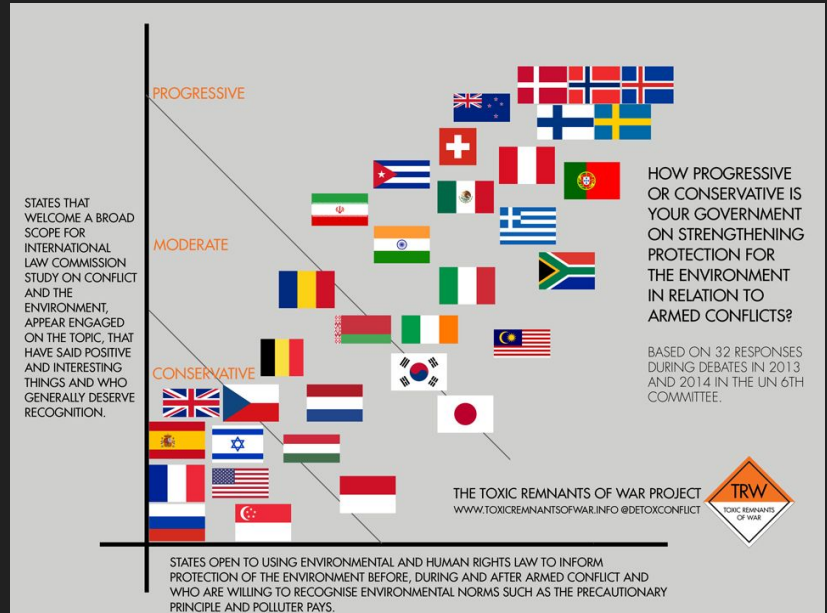 PROGRESSIVE
STATES THAT
WELCOME A BROAD
SCOPE FOR
INTERNATIONAL
LAW COMMISSION
STUDY ON CONFLICT
AND THE
ENVIRONMENT,
APPEAR ENGAGED
ON THE TOPIC, THAT
HAVE SAID POSITIVE
AND INTERESTING
THINGS AND WHO
GENERALLY DESERVE
RECOGNITION.
MODERATE
CONSERVATIVE
HOW PROGRESSIVE
OR CONSERVATIVE IS
YOUR GOVERNMENT
ON STRENGTHENING
PROTECTION FOR
THE ENVIRONMENT
IN RELATION TO
ARMED CONFLICTS?
BASED ON 32 RESPONSES
DURING DEBATES IN 2013
AND 2014 IN THE UN 6TH
COMMITTEE.
THE TOXIC REMNANTS OF WAR PROJECT
WWW.TOXICREMNANTSOFWAR.INFO @DETOXCONFLICT
TRW
TOXIC REMNANTS
OF WAR
STATES OPEN TO USING ENVIRONMENTAL AND HUMAN RIGHTS LAW TO INFORM
PROTECTION OF THE ENVIRONMENT BEFORE, DURING AND AFTER ARMED CONFLICT AND
WHO ARE WILLING TO RECOGNISE ENVIRONMENTAL NORMS SUCH AS THE PRECAUTIONARY
PRINCIPLE AND POLLUTER PAYS.